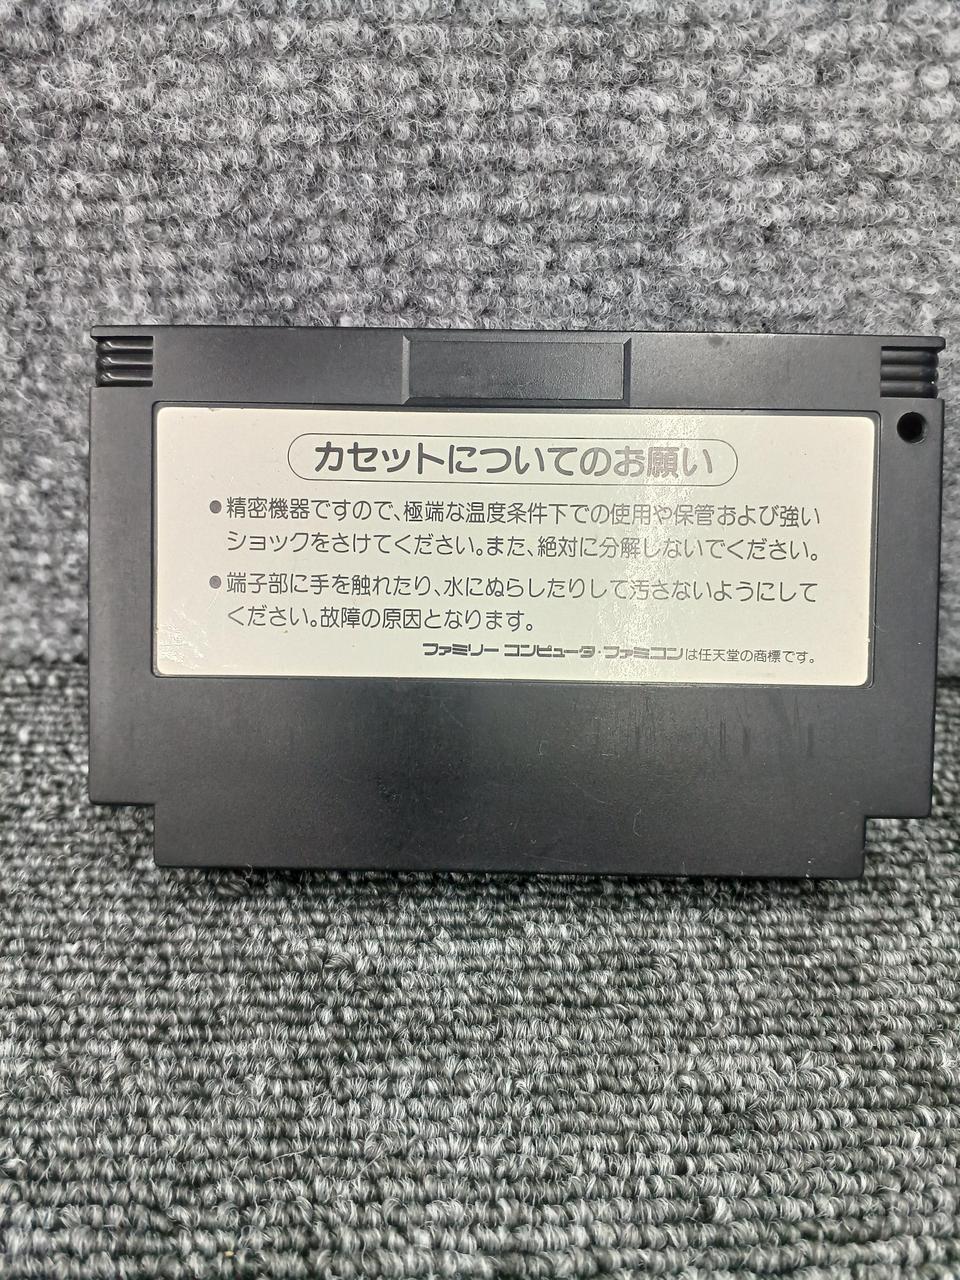 カセットについてのお願い
●精密機器ですので、極端な温度条件下での使用や保管および強い
ショックをさけてください。また、絶対に分解しないでください。
●端子部に手を触れたり、水にぬらしたりして汚さないようにして
ください。故障の原因となります。
ファミリーコンピュータ・ファミコンは任天堂の商標です。